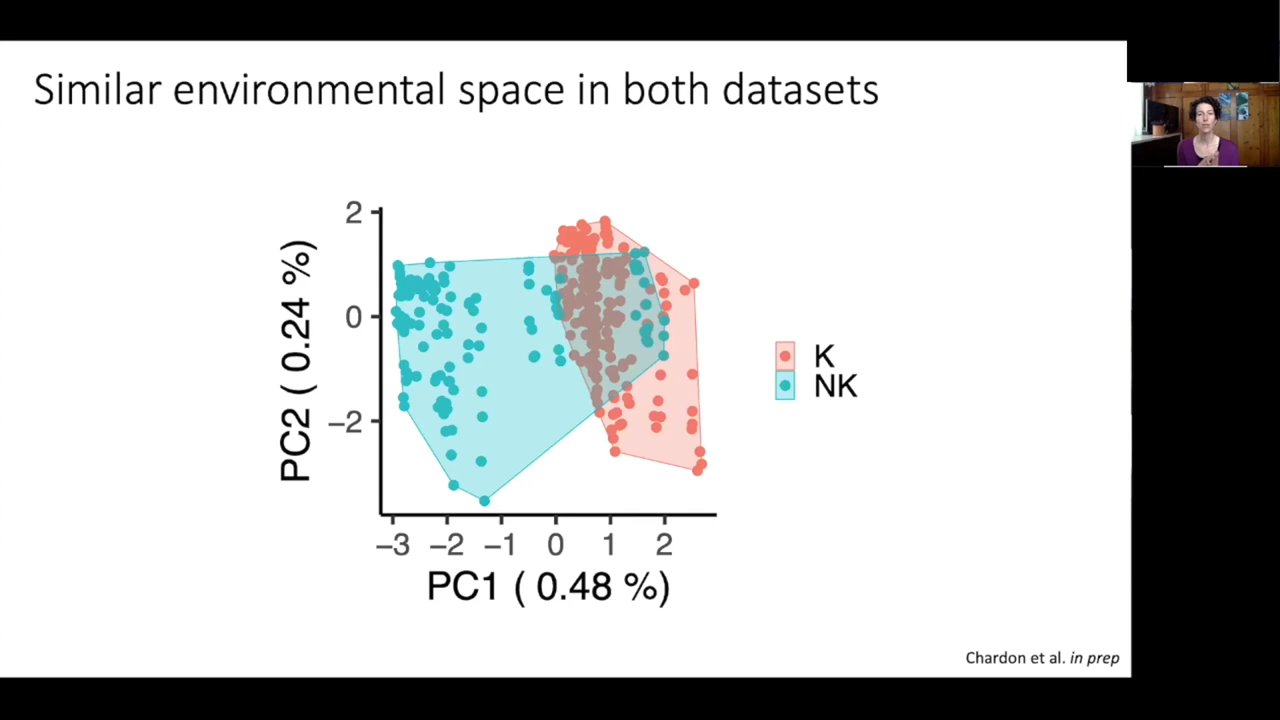 Similar environmental space in both datasets
2
0
−2
PC2 ( 0.24 %)
−3 −2 −1 0 1 2
PC1 ( 0.48 %)
K
NK
Chardon et al. in prep